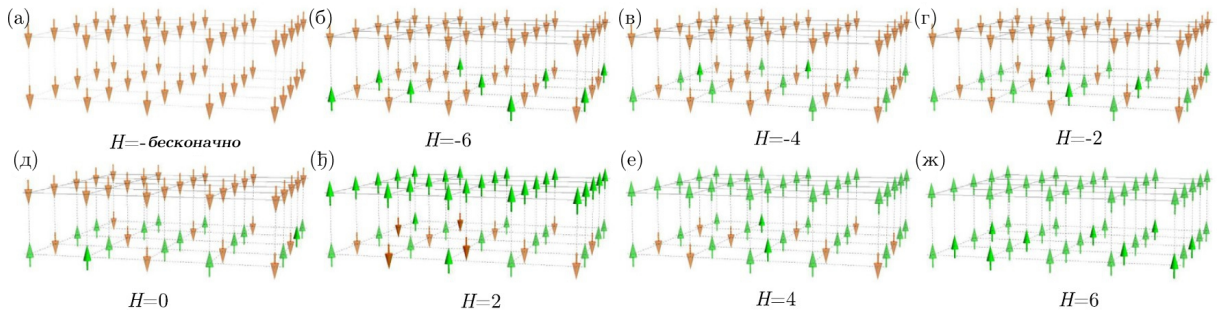 (а) (б) (в) (г)
H=-бесконачно H=-6 H=-4 H=-2
(д) (ђ) (е) (ж)
H=0 H=2 H=4 H=6